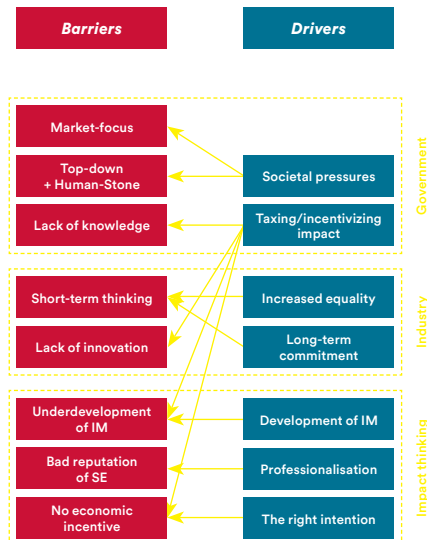 Barriers
Drivers
Government
Market-focus
Top-down
+ Human-Stone
Societal pressures
Lack of knowledge
Taxing/incentivizing
impact
Industry
Short-term thinking
Increased equality
Lack of innovation
Long-term
commitment
Impact thinking
Underdevelopment
of IM
Development of IM
Bad reputation
of SE
Professionalisation
No economic
incentive
The right intention